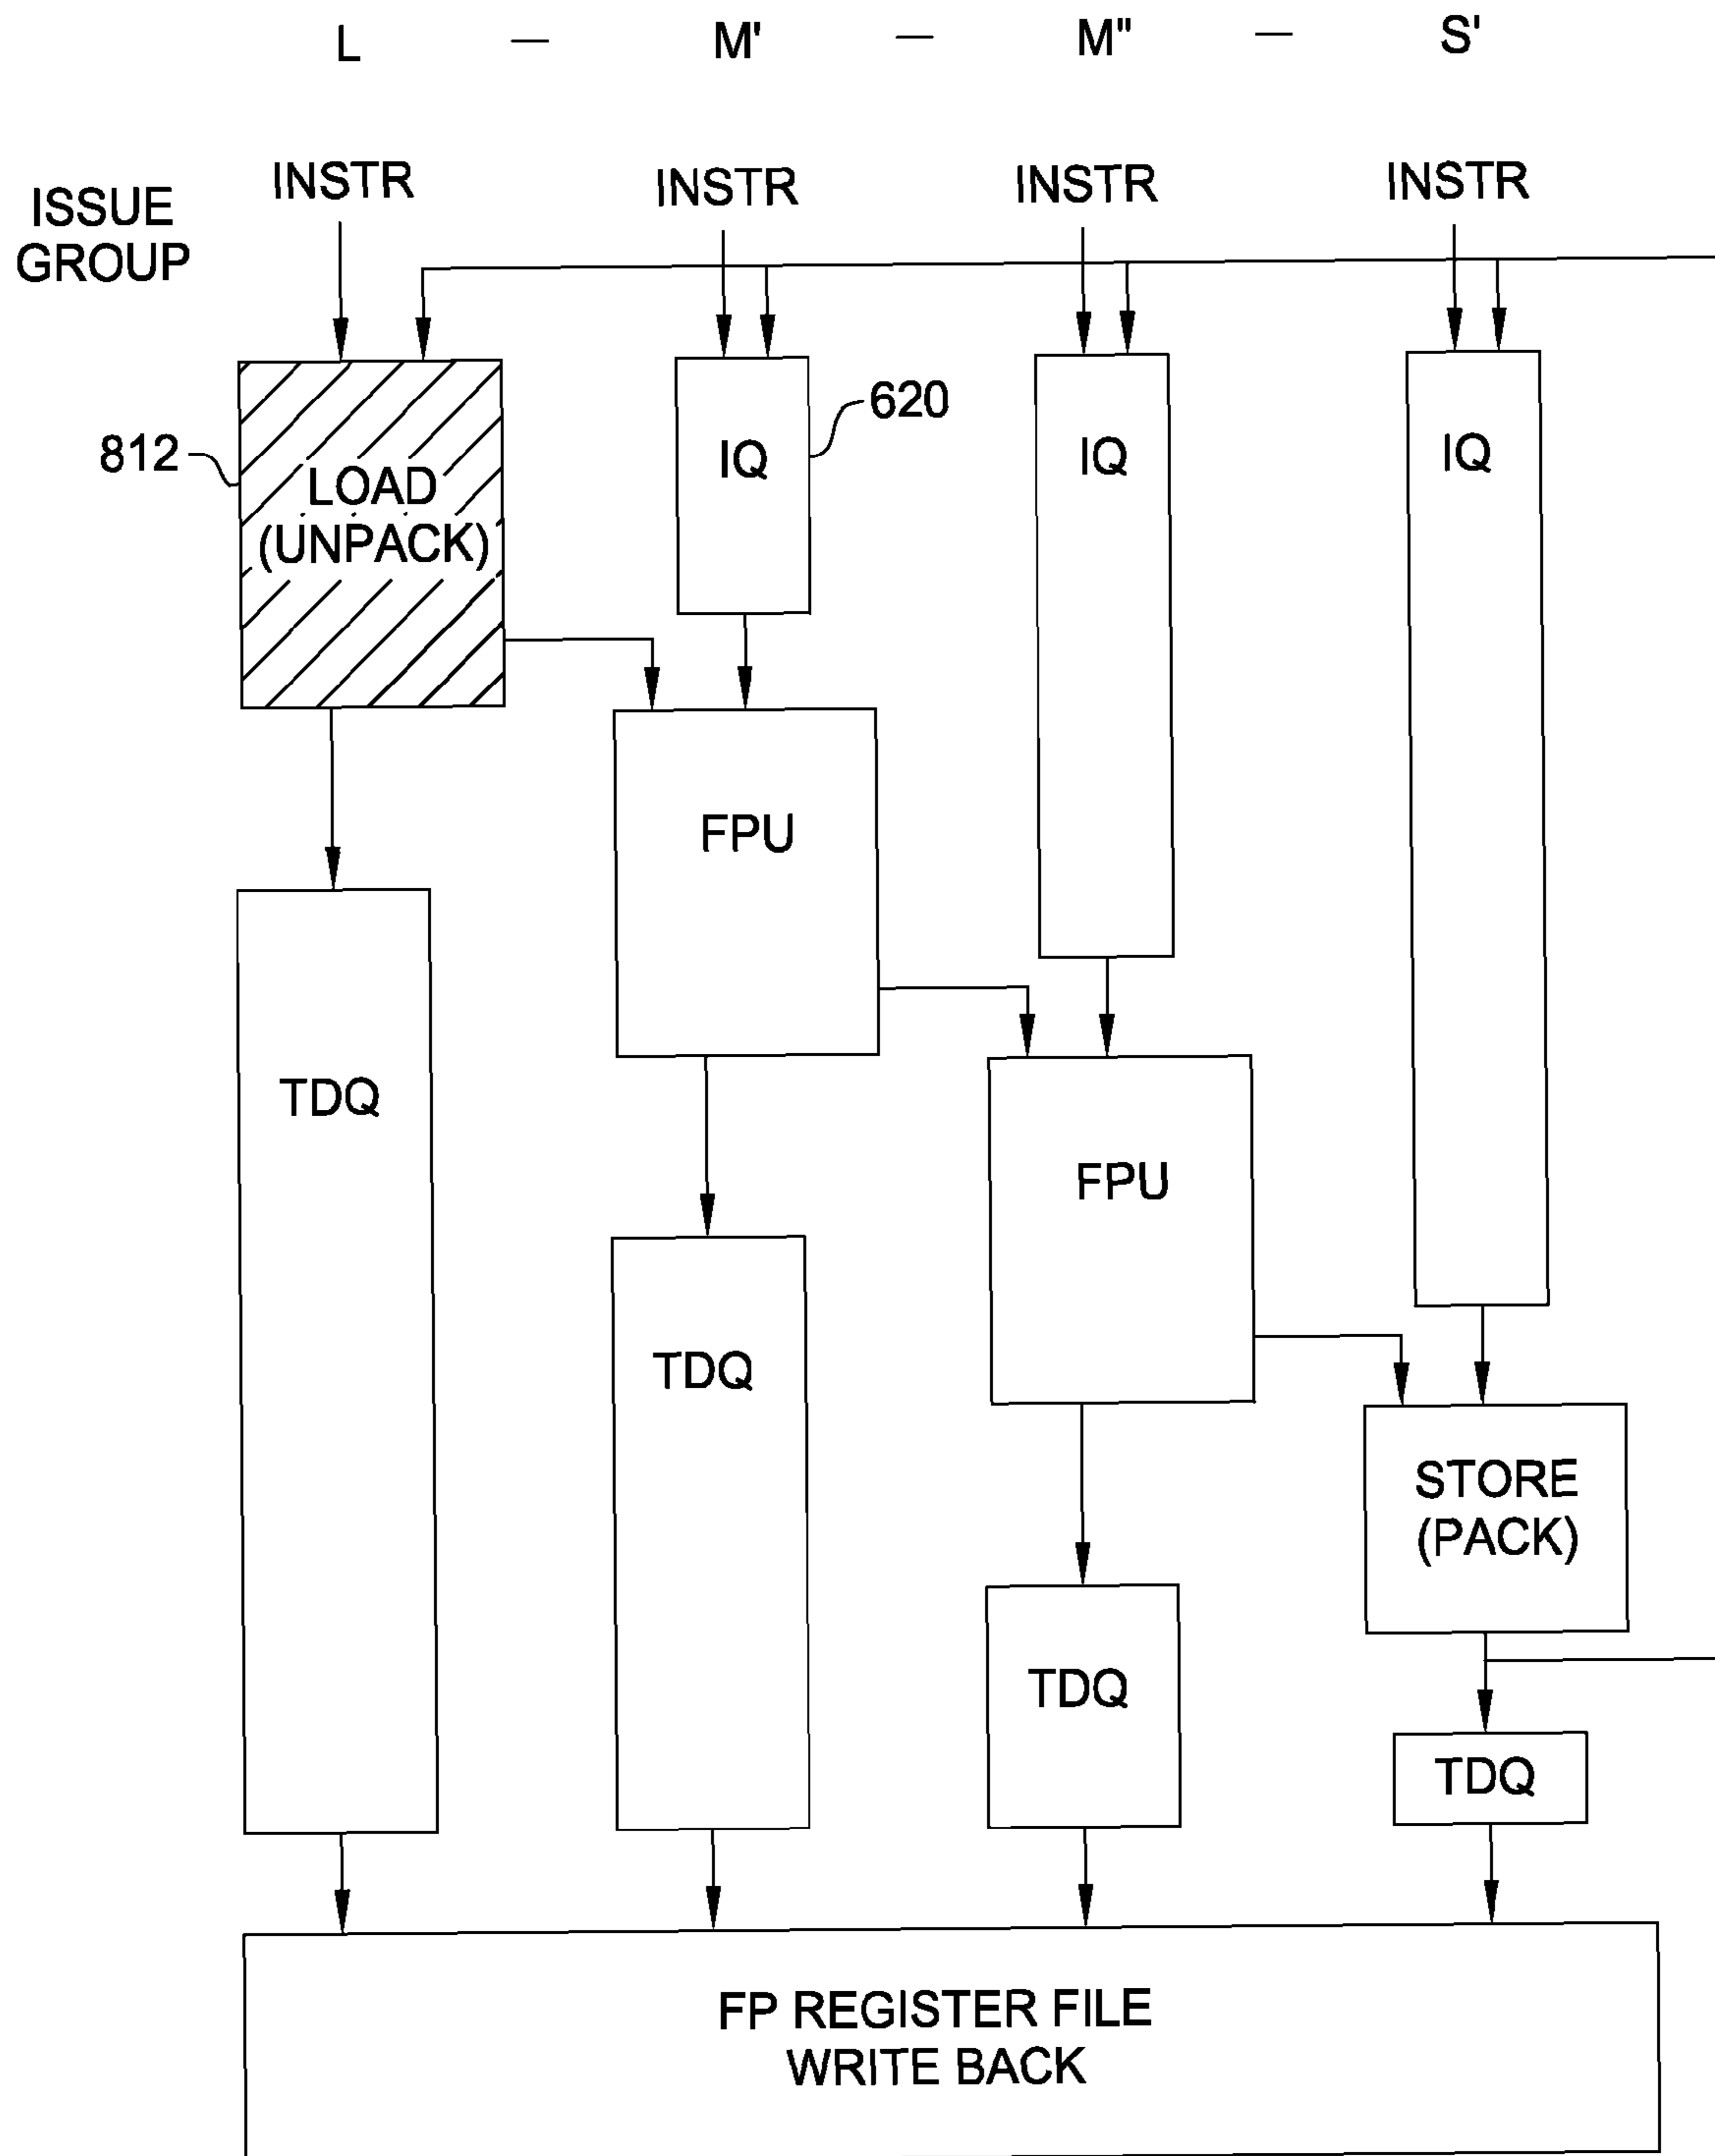 L — M' — M" — S'
ISSUE
GROUP
INSTR INSTR INSTR INSTR
812
LOAD
(UNPACK)
IQ
620
IQ
IQ
FPU
TDQ
FPU
TDQ
STORE
(PACK)
TDQ
TDQ
FP REGISTER FILE
WRITE BACK